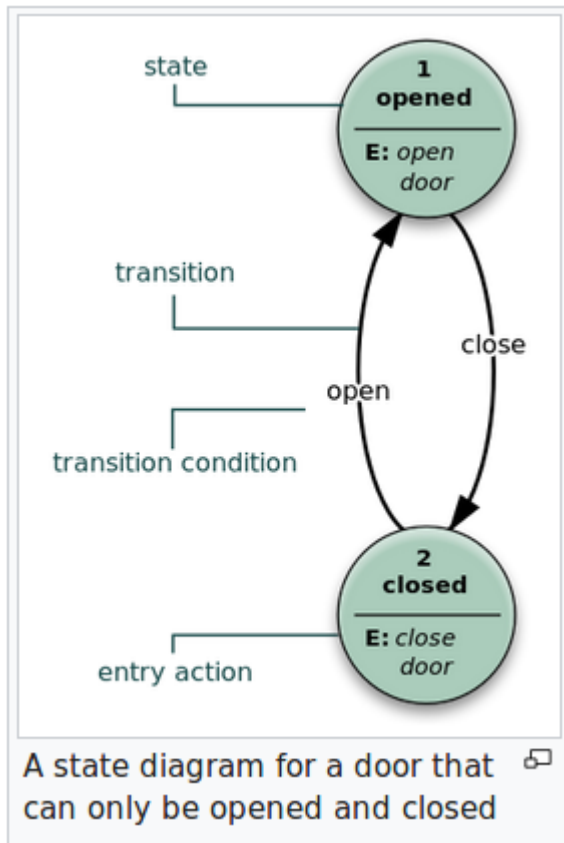 state
1
opened
E: open
door
transition
close
open
transition condition
2
closed
E: close
door
entry action
A state diagram for a door that
can only be opened and closed